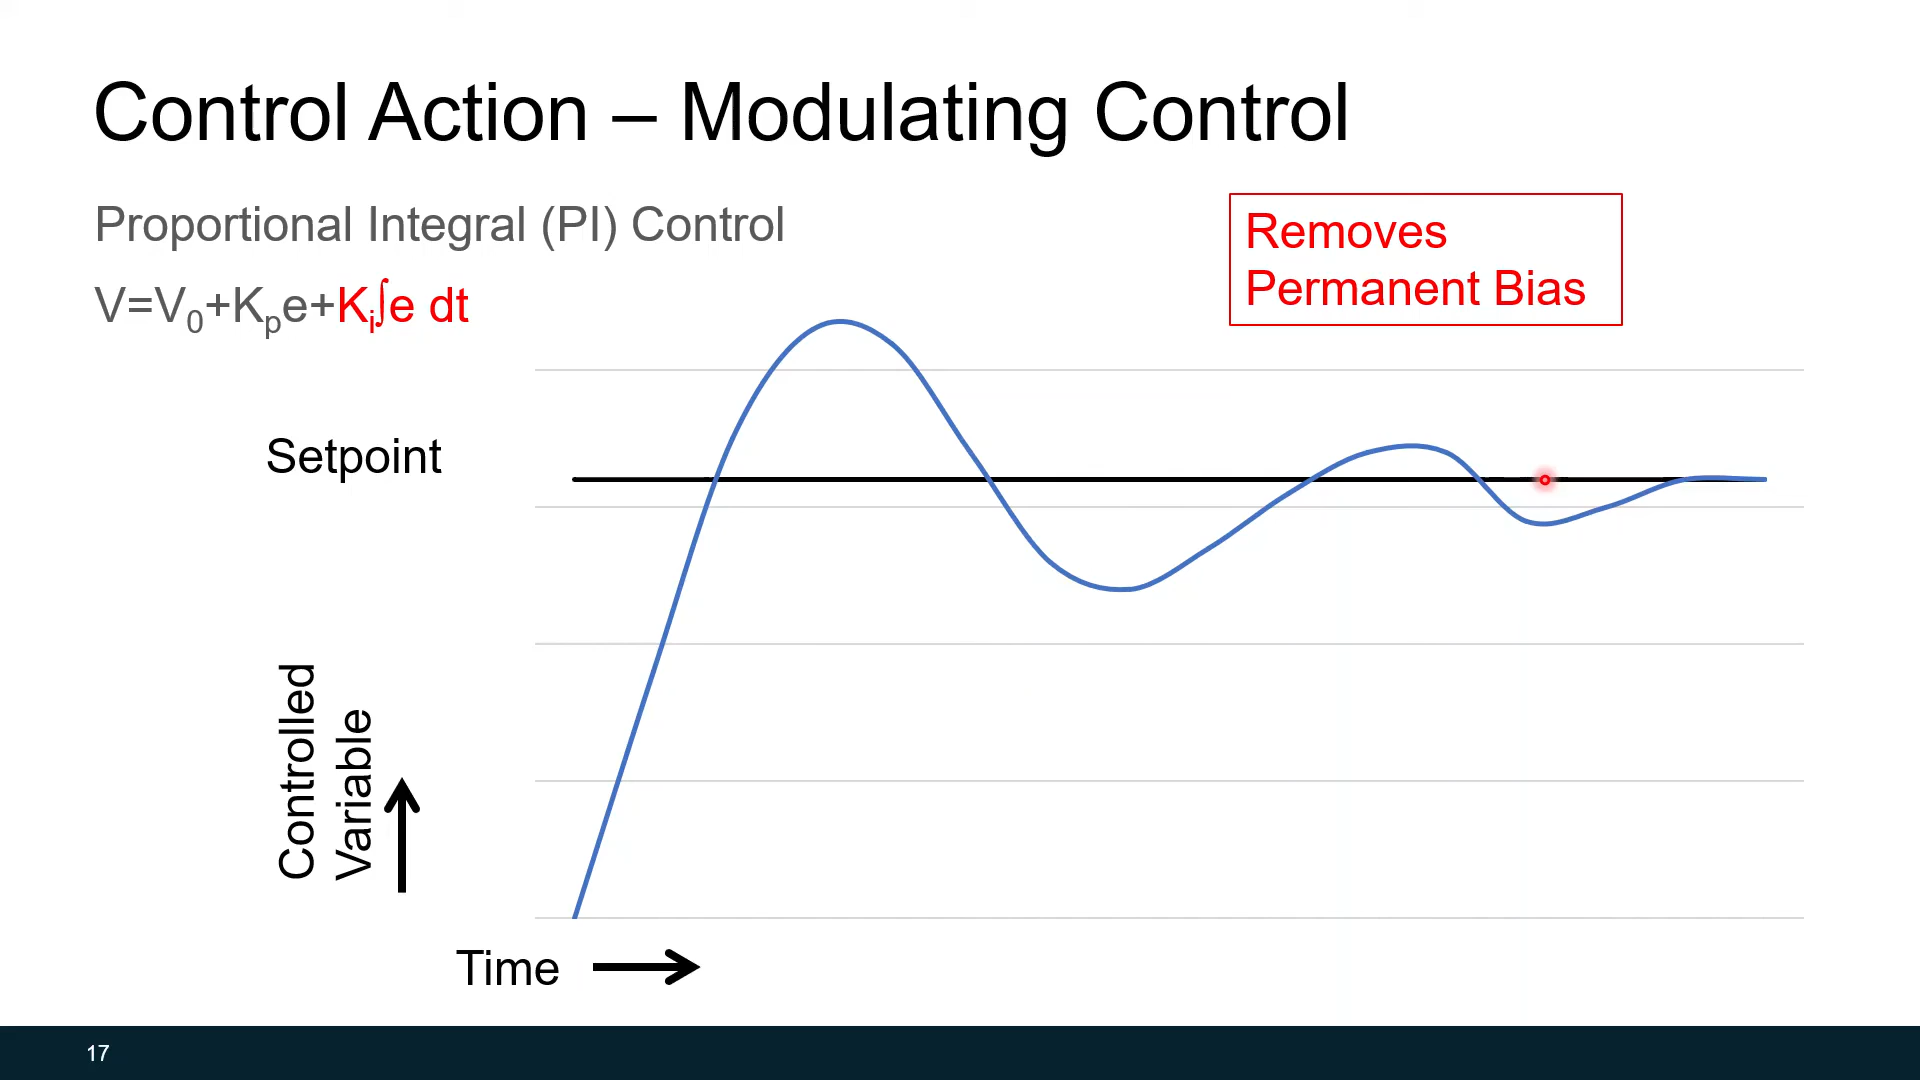 Control Action – Modulating Control
Proportional Integral (PI) Control
V=V₀+Kₚe+Kᵢ∫e dt
Removes
Permanent Bias
Setpoint
Controlled
Variable
Time
17